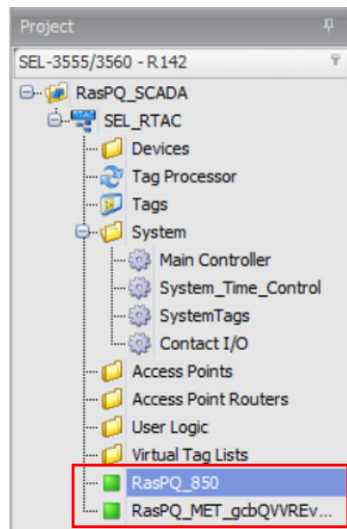 Project
SEL-3555/3560 - R142
RasPQ_SCADA
SEL_RTAC
Devices
Tag Processor
Tags
System
Main Controller
System_Time_Control
SystemTags
Contact I/O
Access Points
Access Point Routers
User Logic
Virtual Tag Lists
RasPQ_850
RasPQ_MET_gcbQVVREv...